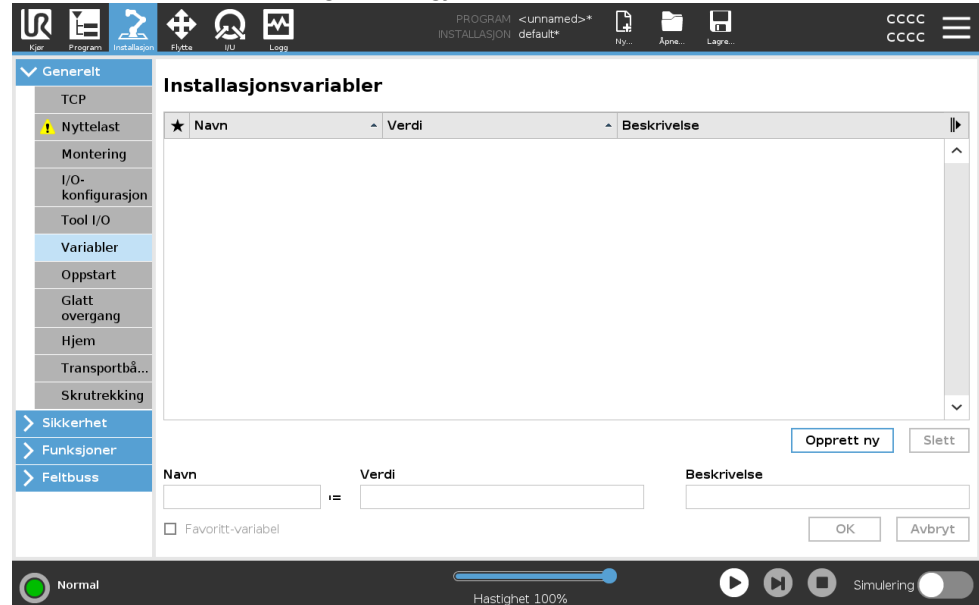 PROGRAM <unnamed>*
INSTALLASJON default*
CCCC
CCCC
Kjør Program Installasjon Flytte I/U Logg Ny... Åpne... Lagre...
Generelt
TCP
Nyttelast
Montering
I/O-
konfigurasjon
Tool I/O
Variabler
Oppstart
Glatt
overgang
Hjem
Transportbå...
Skrutrekking
Sikkerhet
Funksjoner
Feltbuss
Installasjonsvariabler
Navn Verdi Beskrivelse
Opprett ny Slett
Navn Verdi Beskrivelse
:=
Favoritt-variabel OK Avbryt
Normal
Hastighet 100%
Simulering